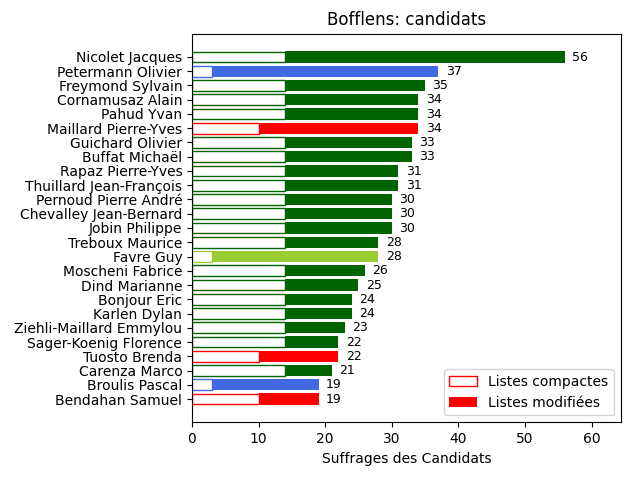 Bofflens: candidats
Nicolet Jacques 56
Petermann Olivier 37
Freymond Sylvain 35
Cornamusaz Alain 34
Pahud Yvan 34
Maillard Pierre-Yves 34
Guichard Olivier 33
Buffat Michaël 33
Rapaz Pierre-Yves 31
Thuillard Jean-François 31
Pernoud Pierre André 30
Chevalley Jean-Bernard 30
Jobin Philippe 30
Treboux Maurice 28
Favre Guy 28
Moscheni Fabrice 26
Dind Marianne 25
Bonjour Eric 24
Karlen Dylan 24
Ziehli-Maillard Emmylou 23
Sager-Koenig Florence 22
Tuosto Brenda 22
Carenza Marco 21
Broulis Pascal 19
Bendahan Samuel 19
Listes compactes
Listes modifiées
0 10 20 30 40 50 60
Suffrages des Candidats